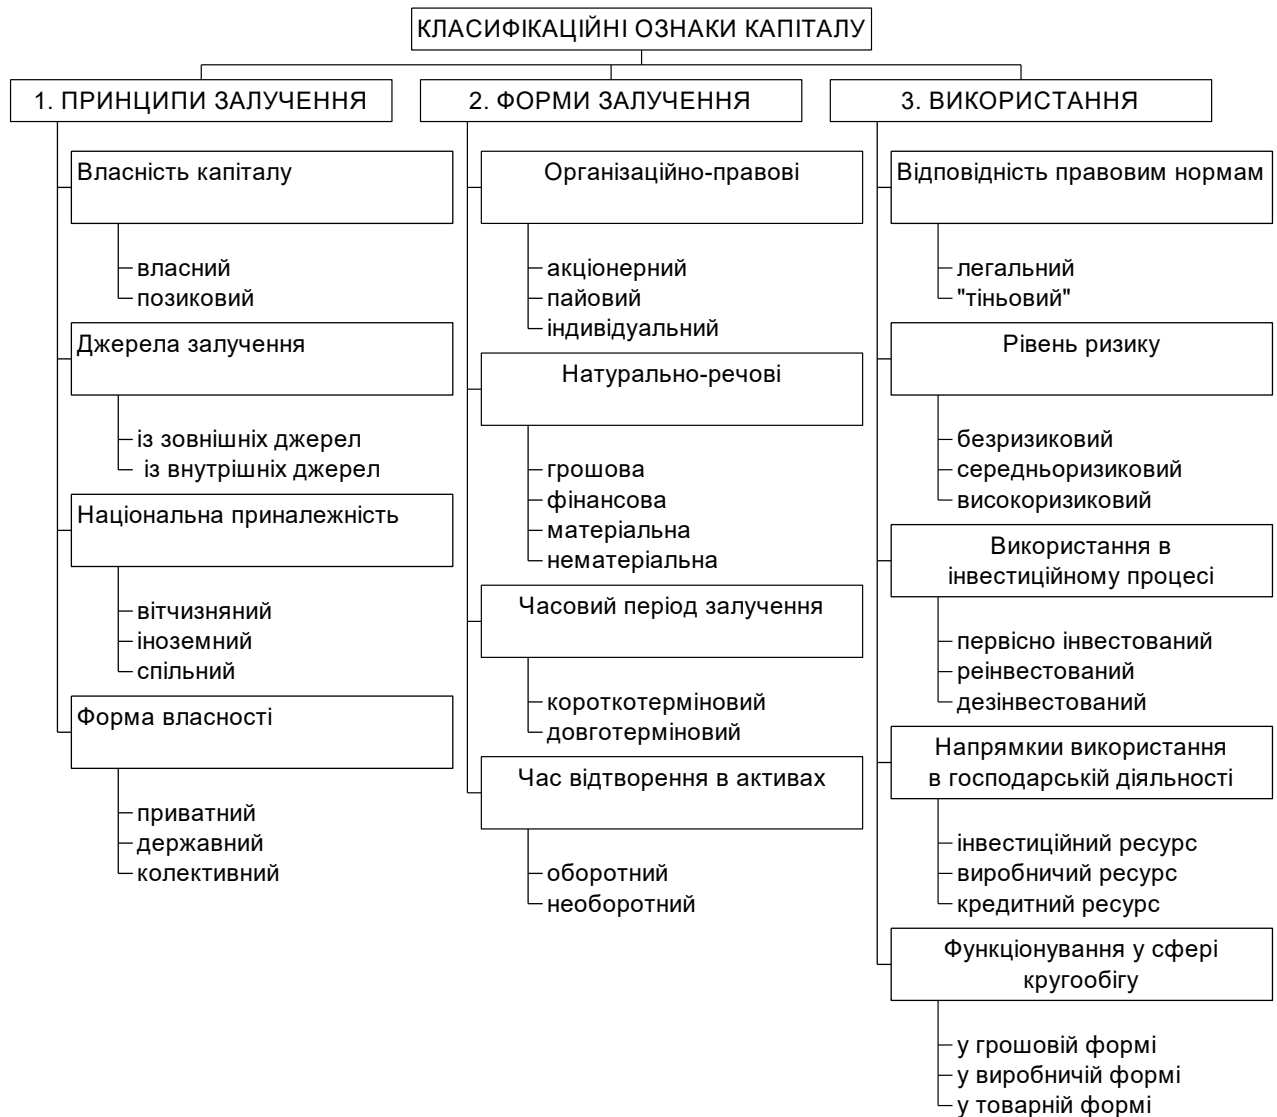 КЛАСИФІКАЦІЙНІ ОЗНАКИ КАПІТАЛУ
1. ПРИНЦИПИ ЗАЛУЧЕННЯ
Власність капіталу
власний
позиковий
Джерела залучення
із зовнішніх джерел
із внутрішніх джерел
Національна приналежність
вітчизняний
іноземний
спільний
Форма власності
приватний
державний
колективний
2. ФОРМИ ЗАЛУЧЕННЯ
Організаційно-правові
акціонерний
пайовий
індивідуальний
Натурально-речові
грошова
фінансова
матеріальна
нематеріальна
Часовий період залучення
короткотерміновий
довготерміновий
Час відтворення в активах
оборотний
необоротний
3. ВИКОРИСТАННЯ
Відповідність правовим нормам
легальний
"тіньовий"
Рівень ризику
безризиковий
середньоризиковий
високоризиковий
Використання в
інвестиційному процесі
первісно інвестований
реінвестований
дезінвестований
Напрямкии використання
в господарській діяльності
інвестиційний ресурс
виробничий ресурс
кредитний ресурс
Функціонування у сфері
кругообігу
у грошовій формі
у виробничій формі
у товарній формі